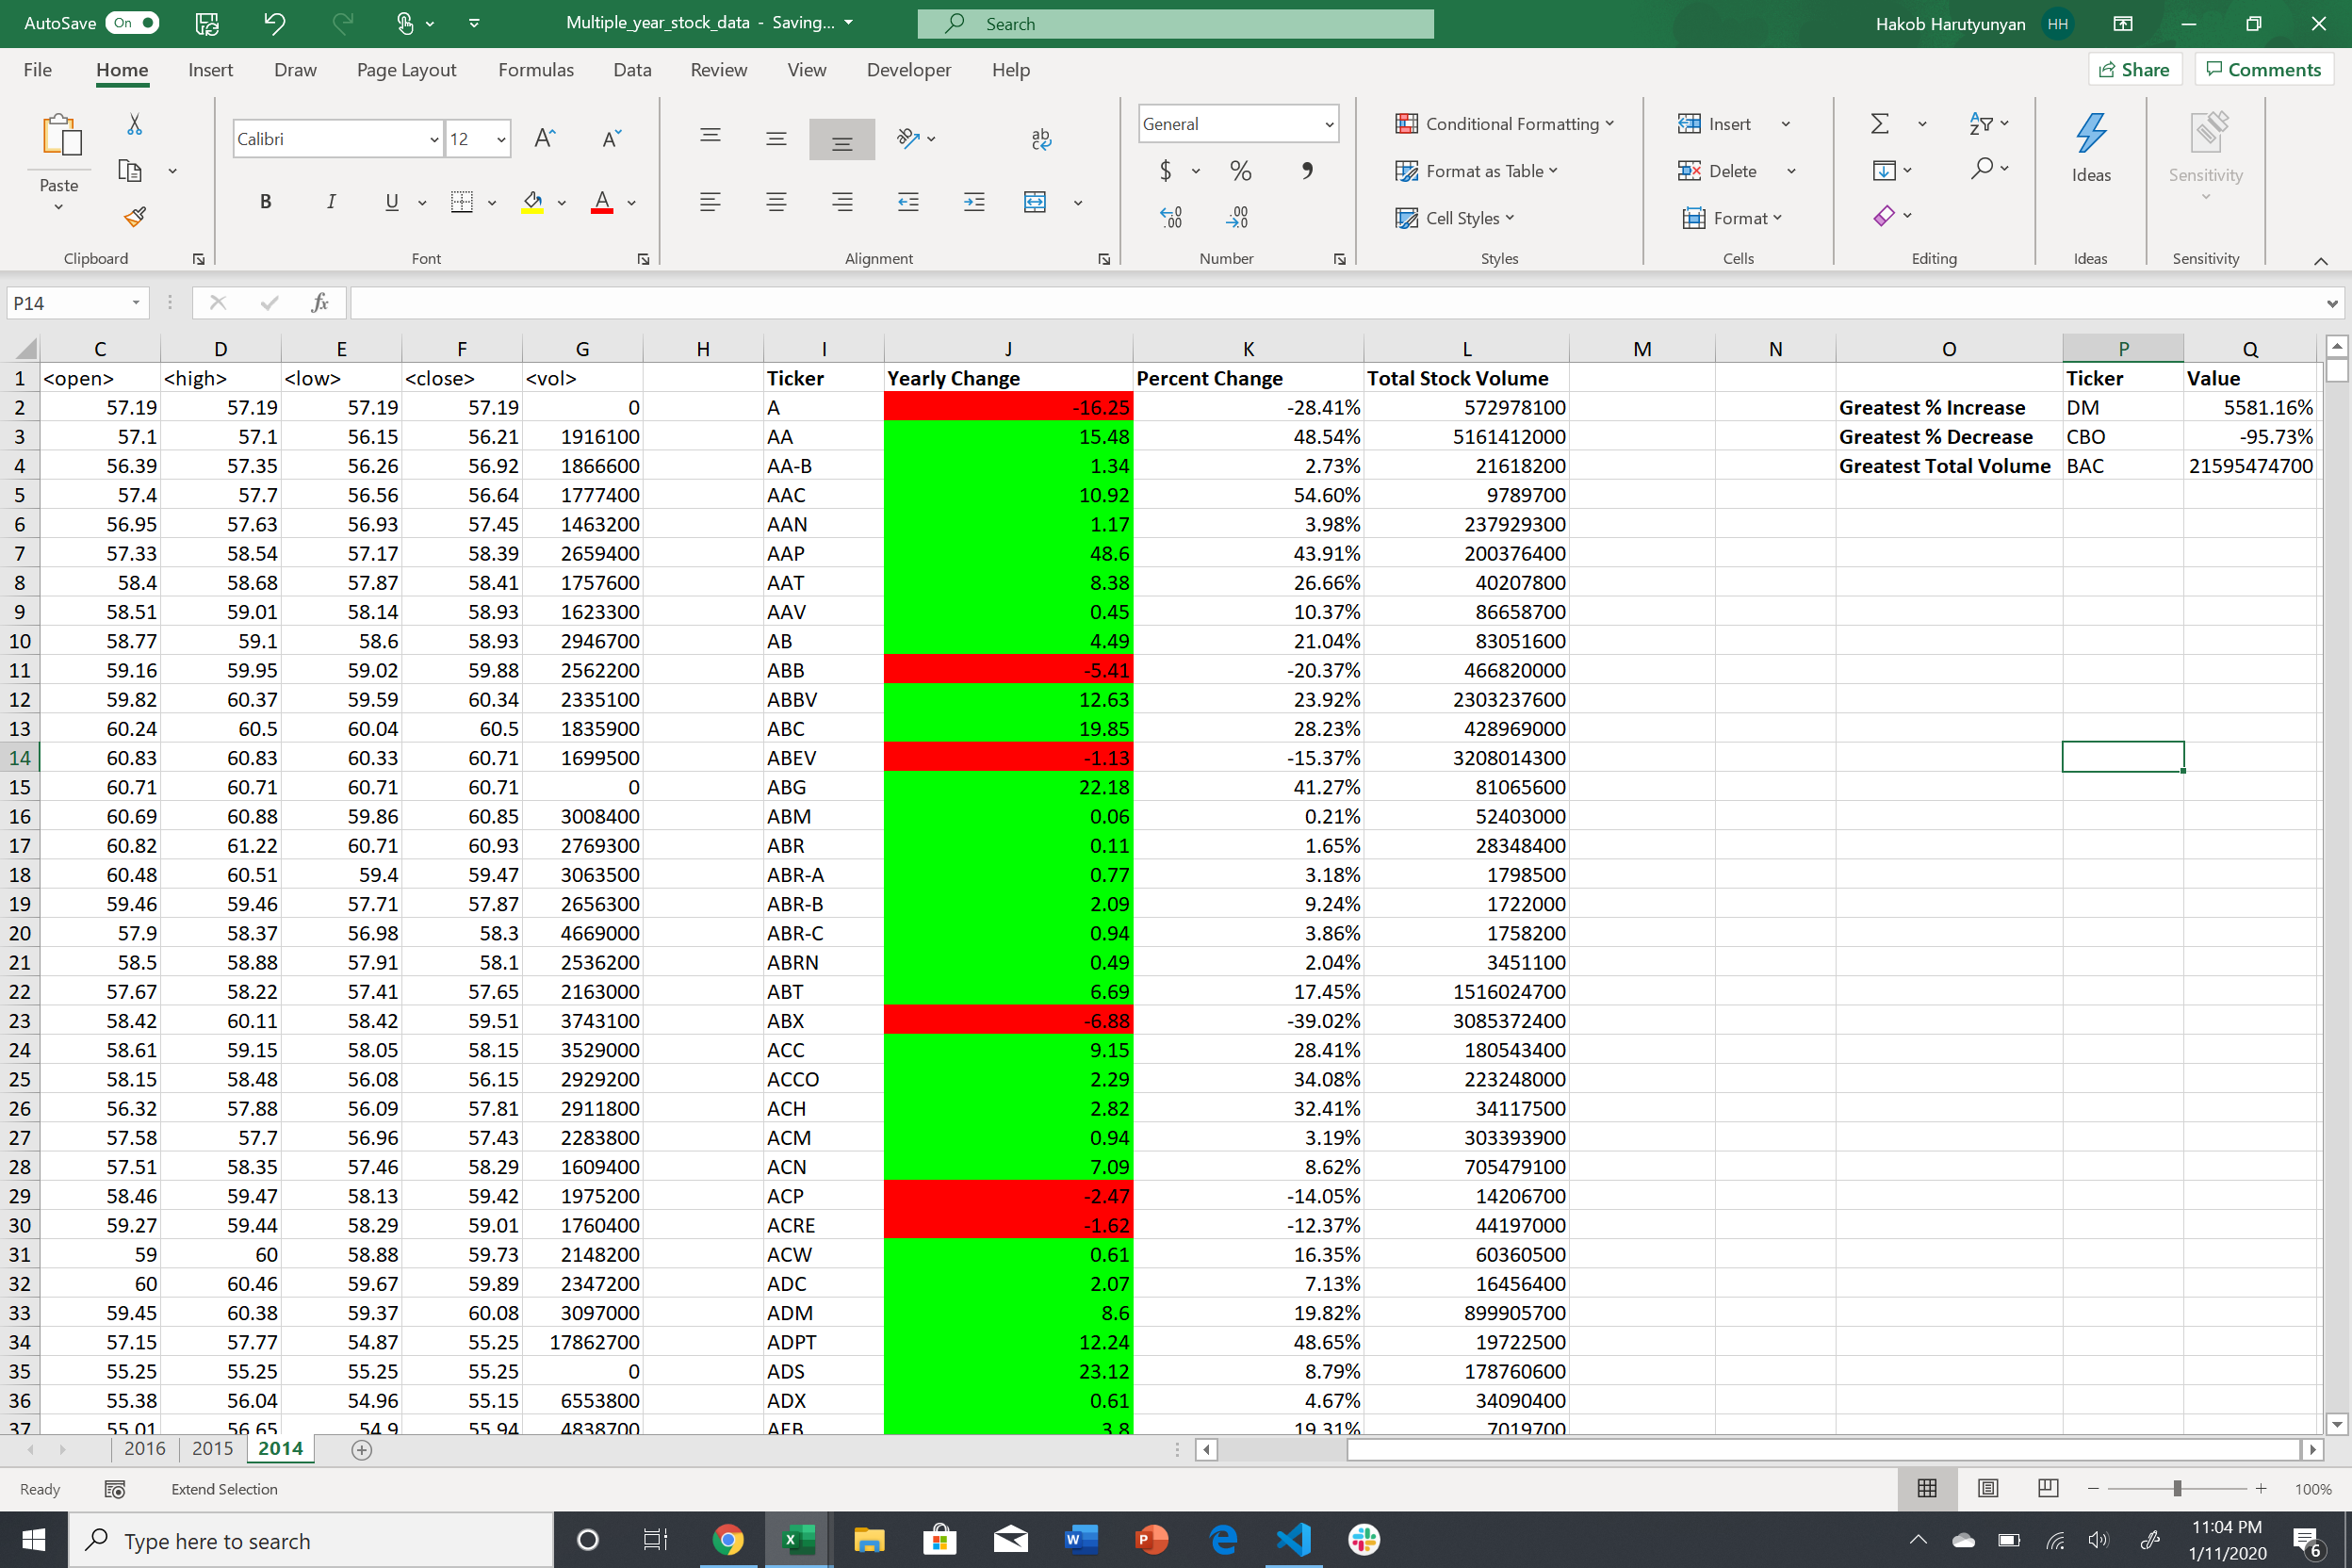 AutoSave On Multiple_year_stock_data - Saving... Search Hakob Harutyunyan HH
File Home Insert Draw Page Layout Formulas Data Review View Developer Help Share Comments
Calibri 12 General Conditional Formatting Insert
Paste $ % Format as Table Delete Ideas Sensitivity
B I U A Cell Styles Format
Clipboard Font Alignment Number Styles Cells Editing Ideas Sensitivity
P14 fx
C D E F G H I J K L M N O P Q
1 <open> <high> <low> <close> <vol> Ticker Yearly Change Percent Change Total Stock Volume Ticker Value
2 57.19 57.19 57.19 57.19 0 A -16.25 -28.41% 572978100 Greatest % Increase DM 5581.16%
3 57.1 57.1 56.15 56.21 1916100 AA 15.48 48.54% 5161412000 Greatest % Decrease CBO -95.73%
4 56.39 57.35 56.26 56.92 1866600 AA-B 1.34 2.73% 21618200 Greatest Total Volume BAC 21595474700
5 57.4 57.7 56.56 56.64 1777400 AAC 10.92 54.60% 9789700
6 56.95 57.63 56.93 57.45 1463200 AAN 1.17 3.98% 237929300
7 57.33 58.54 57.17 58.39 2659400 AAP 48.6 43.91% 200376400
8 58.4 58.68 57.87 58.41 1757600 AAT 8.38 26.66% 40207800
9 58.51 59.01 58.14 58.93 1623300 AAV 0.45 10.37% 86658700
10 58.77 59.1 58.6 58.93 2946700 AB 4.49 21.04% 83051600
11 59.16 59.95 59.02 59.88 2562200 ABB -5.41 -20.37% 466820000
12 59.82 60.37 59.59 60.34 2335100 ABBV 12.63 23.92% 2303237600
13 60.24 60.5 60.04 60.5 1835900 ABC 19.85 28.23% 428969000
14 60.83 60.83 60.33 60.71 1699500 ABEV -1.13 -15.37% 3208014300
15 60.71 60.71 60.71 60.71 0 ABG 22.18 41.27% 81065600
16 60.69 60.88 59.86 60.85 3008400 ABM 0.06 0.21% 52403000
17 60.82 61.22 60.71 60.93 2769300 ABR 0.11 1.65% 28348400
18 60.48 60.51 59.4 59.47 3063500 ABR-A 0.77 3.18% 1798500
19 59.46 59.46 57.71 57.87 2656300 ABR-B 2.09 9.24% 1722000
20 57.9 58.37 56.98 58.3 4669000 ABR-C 0.94 3.86% 1758200
21 58.5 58.88 57.91 58.1 2536200 ABRN 0.49 2.04% 3451100
22 57.67 58.22 57.41 57.65 2163000 ABT 6.69 17.45% 1516024700
23 58.42 60.11 58.42 59.51 3743100 ABX -6.88 -39.02% 3085372400
24 58.61 59.15 58.05 58.15 3529000 ACC 9.15 28.41% 180543400
25 58.15 58.48 56.08 56.15 2929200 ACCO 2.29 34.08% 223248000
26 56.32 57.88 56.09 57.81 2911800 ACH 2.82 32.41% 34117500
27 57.58 57.7 56.96 57.43 2283800 ACM 0.94 3.19% 303393900
28 57.51 58.35 57.46 58.29 1609400 ACN 7.09 8.62% 705479100
29 58.46 59.47 58.13 59.42 1975200 ACP -2.47 -14.05% 14206700
30 59.27 59.44 58.29 59.01 1760400 ACRE -1.62 -12.37% 44197000
31 59 60 58.88 59.73 2148200 ACW 0.61 16.35% 60360500
32 60 60.46 59.67 59.89 2347200 ADC 2.07 7.13% 16456400
33 59.45 60.38 59.37 60.08 3097000 ADM 8.6 19.82% 899905700
34 57.15 57.77 54.87 55.25 17862700 ADPT 12.24 48.65% 19722500
35 55.25 55.25 55.25 55.25 0 ADS 23.12 8.79% 178760600
36 55.38 56.04 54.96 55.15 6553800 ADX 0.61 4.67% 34090400
37 55.01 56.65 54.9 55.94 4838700 AEB 3.8 19.31% 7019700
2016 2015 2014
Ready Extend Selection 100%
Type here to search 11:04 PM
1/11/2020 6